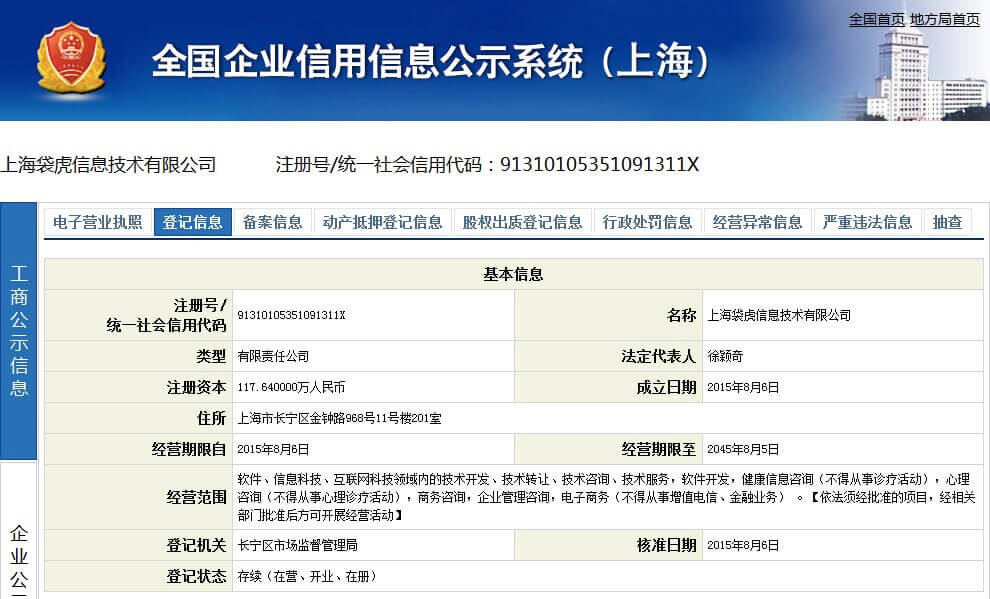 全国首页 地方局首页
全国企业信用信息公示系统（上海）
上海袋虎信息技术有限公司 注册号/统一社会信用代码：91310105351091311X
电子营业执照 登记信息 备案信息 动产抵押登记信息 股权出质登记信息 行政处罚信息 经营异常信息 严重违法信息 抽查
工商公示信息
基本信息
注册号/
统一社会信用代码 91310105351091311X 名称 上海袋虎信息技术有限公司
类型 有限责任公司 法定代表人 徐颖奇
注册资本 117.640000万人民币 成立日期 2015年8月6日
住所 上海市长宁区金钟路968号11号楼201室
经营期限自 2015年8月6日 经营期限至 2045年8月5日
经营范围 软件、信息科技、互联网科技领域内的技术开发、技术转让、技术咨询、技术服务，软件开发，健康信息咨询（不得从事诊疗活动），心理
咨询（不得从事心理诊疗活动），商务咨询，企业管理咨询，电子商务（不得从事增值电信、金融业务） 。【依法须经批准的项目，经相关
部门批准后方可开展经营活动】
登记机关 长宁区市场监督管理局 核准日期 2015年8月6日
登记状态 存续（在营、开业、在册）
企业公